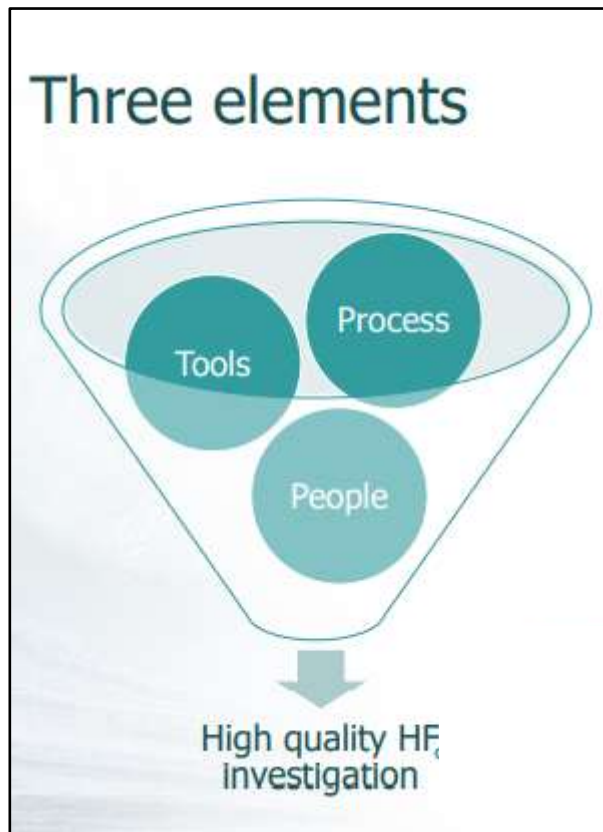 Three elements
Process
Tools
People
High quality HF
investigation